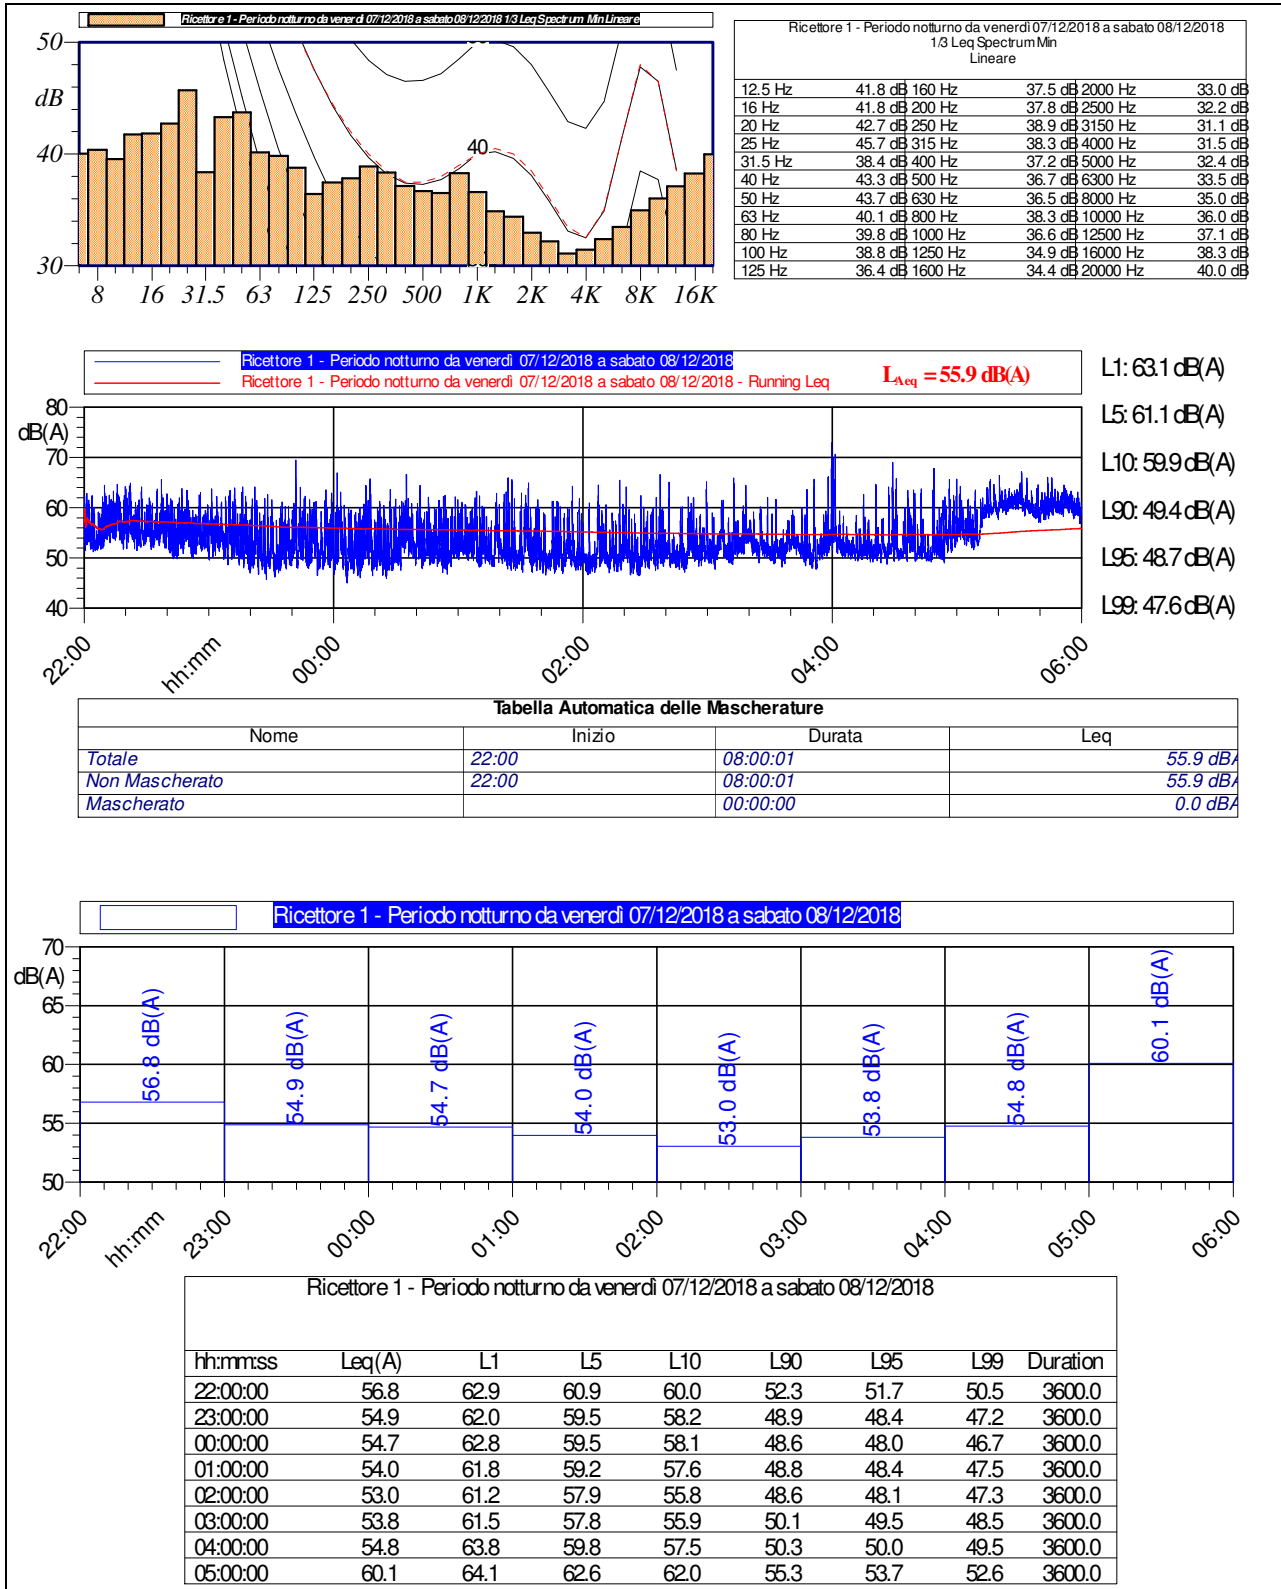 Ricettore 1 - Periodo notturno da venerdì 07/12/2018 a sabato 08/12/2018 1/3 Leq Spectrum Min Lineare
50
dB
40
30
40
8 16 31.5 63 125 250 500 1K 2K 4K 8K 16K
Ricettore 1 - Periodo notturno da venerdì 07/12/2018 a sabato 08/12/2018
1/3 Leq Spectrum Min
Lineare
12.5 Hz 41.8 dB 160 Hz 37.5 dB 2000 Hz 33.0 dB
16 Hz 41.8 dB 200 Hz 37.8 dB 2500 Hz 32.2 dB
20 Hz 42.7 dB 250 Hz 38.9 dB 3150 Hz 31.1 dB
25 Hz 45.7 dB 315 Hz 38.3 dB 4000 Hz 31.5 dB
31.5 Hz 38.4 dB 400 Hz 37.2 dB 5000 Hz 32.4 dB
40 Hz 43.3 dB 500 Hz 36.7 dB 6300 Hz 33.5 dB
50 Hz 43.7 dB 630 Hz 36.5 dB 8000 Hz 35.0 dB
63 Hz 40.1 dB 800 Hz 38.3 dB 10000 Hz 36.0 dB
80 Hz 39.8 dB 1000 Hz 36.6 dB 12500 Hz 37.1 dB
100 Hz 38.8 dB 1250 Hz 34.9 dB 16000 Hz 38.3 dB
125 Hz 36.4 dB 1600 Hz 34.4 dB 20000 Hz 40.0 dB
Ricettore 1 - Periodo notturno da venerdì 07/12/2018 a sabato 08/12/2018
Ricettore 1 - Periodo notturno da venerdì 07/12/2018 a sabato 08/12/2018 - Running Leq
LAeq = 55.9 dB(A)
80
dB(A)
70
60
50
40
22:00 hh:mm 00:00 02:00 04:00 06:00
L1: 63.1 dB(A)
L5: 61.1 dB(A)
L10: 59.9 dB(A)
L90: 49.4 dB(A)
L95: 48.7 dB(A)
L99: 47.6 dB(A)
Tabella Automatica delle Mascherature
Nome Inizio Durata Leq
Totale 22:00 08:00:01 55.9 dBA
Non Mascherato 22:00 08:00:01 55.9 dBA
Mascherato 00:00:00 0.0 dBA
Ricettore 1 - Periodo notturno da venerdì 07/12/2018 a sabato 08/12/2018
70
dB(A)
65
60
55
50
56.8 dB(A) 54.9 dB(A) 54.7 dB(A) 54.0 dB(A) 53.0 dB(A) 53.8 dB(A) 54.8 dB(A) 60.1 dB(A)
22:00 hh:mm 23:00 00:00 01:00 02:00 03:00 04:00 05:00 06:00
Ricettore 1 - Periodo notturno da venerdì 07/12/2018 a sabato 08/12/2018
hh:mm:ss Leq(A) L1 L5 L10 L90 L95 L99 Duration
22:00:00 56.8 62.9 60.9 60.0 52.3 51.7 50.5 3600.0
23:00:00 54.9 62.0 59.5 58.2 48.9 48.4 47.2 3600.0
00:00:00 54.7 62.8 59.5 58.1 48.6 48.0 46.7 3600.0
01:00:00 54.0 61.8 59.2 57.6 48.8 48.4 47.5 3600.0
02:00:00 53.0 61.2 57.9 55.8 48.6 48.1 47.3 3600.0
03:00:00 53.8 61.5 57.8 55.9 50.1 49.5 48.5 3600.0
04:00:00 54.8 63.8 59.8 57.5 50.3 50.0 49.5 3600.0
05:00:00 60.1 64.1 62.6 62.0 55.3 53.7 52.6 3600.0